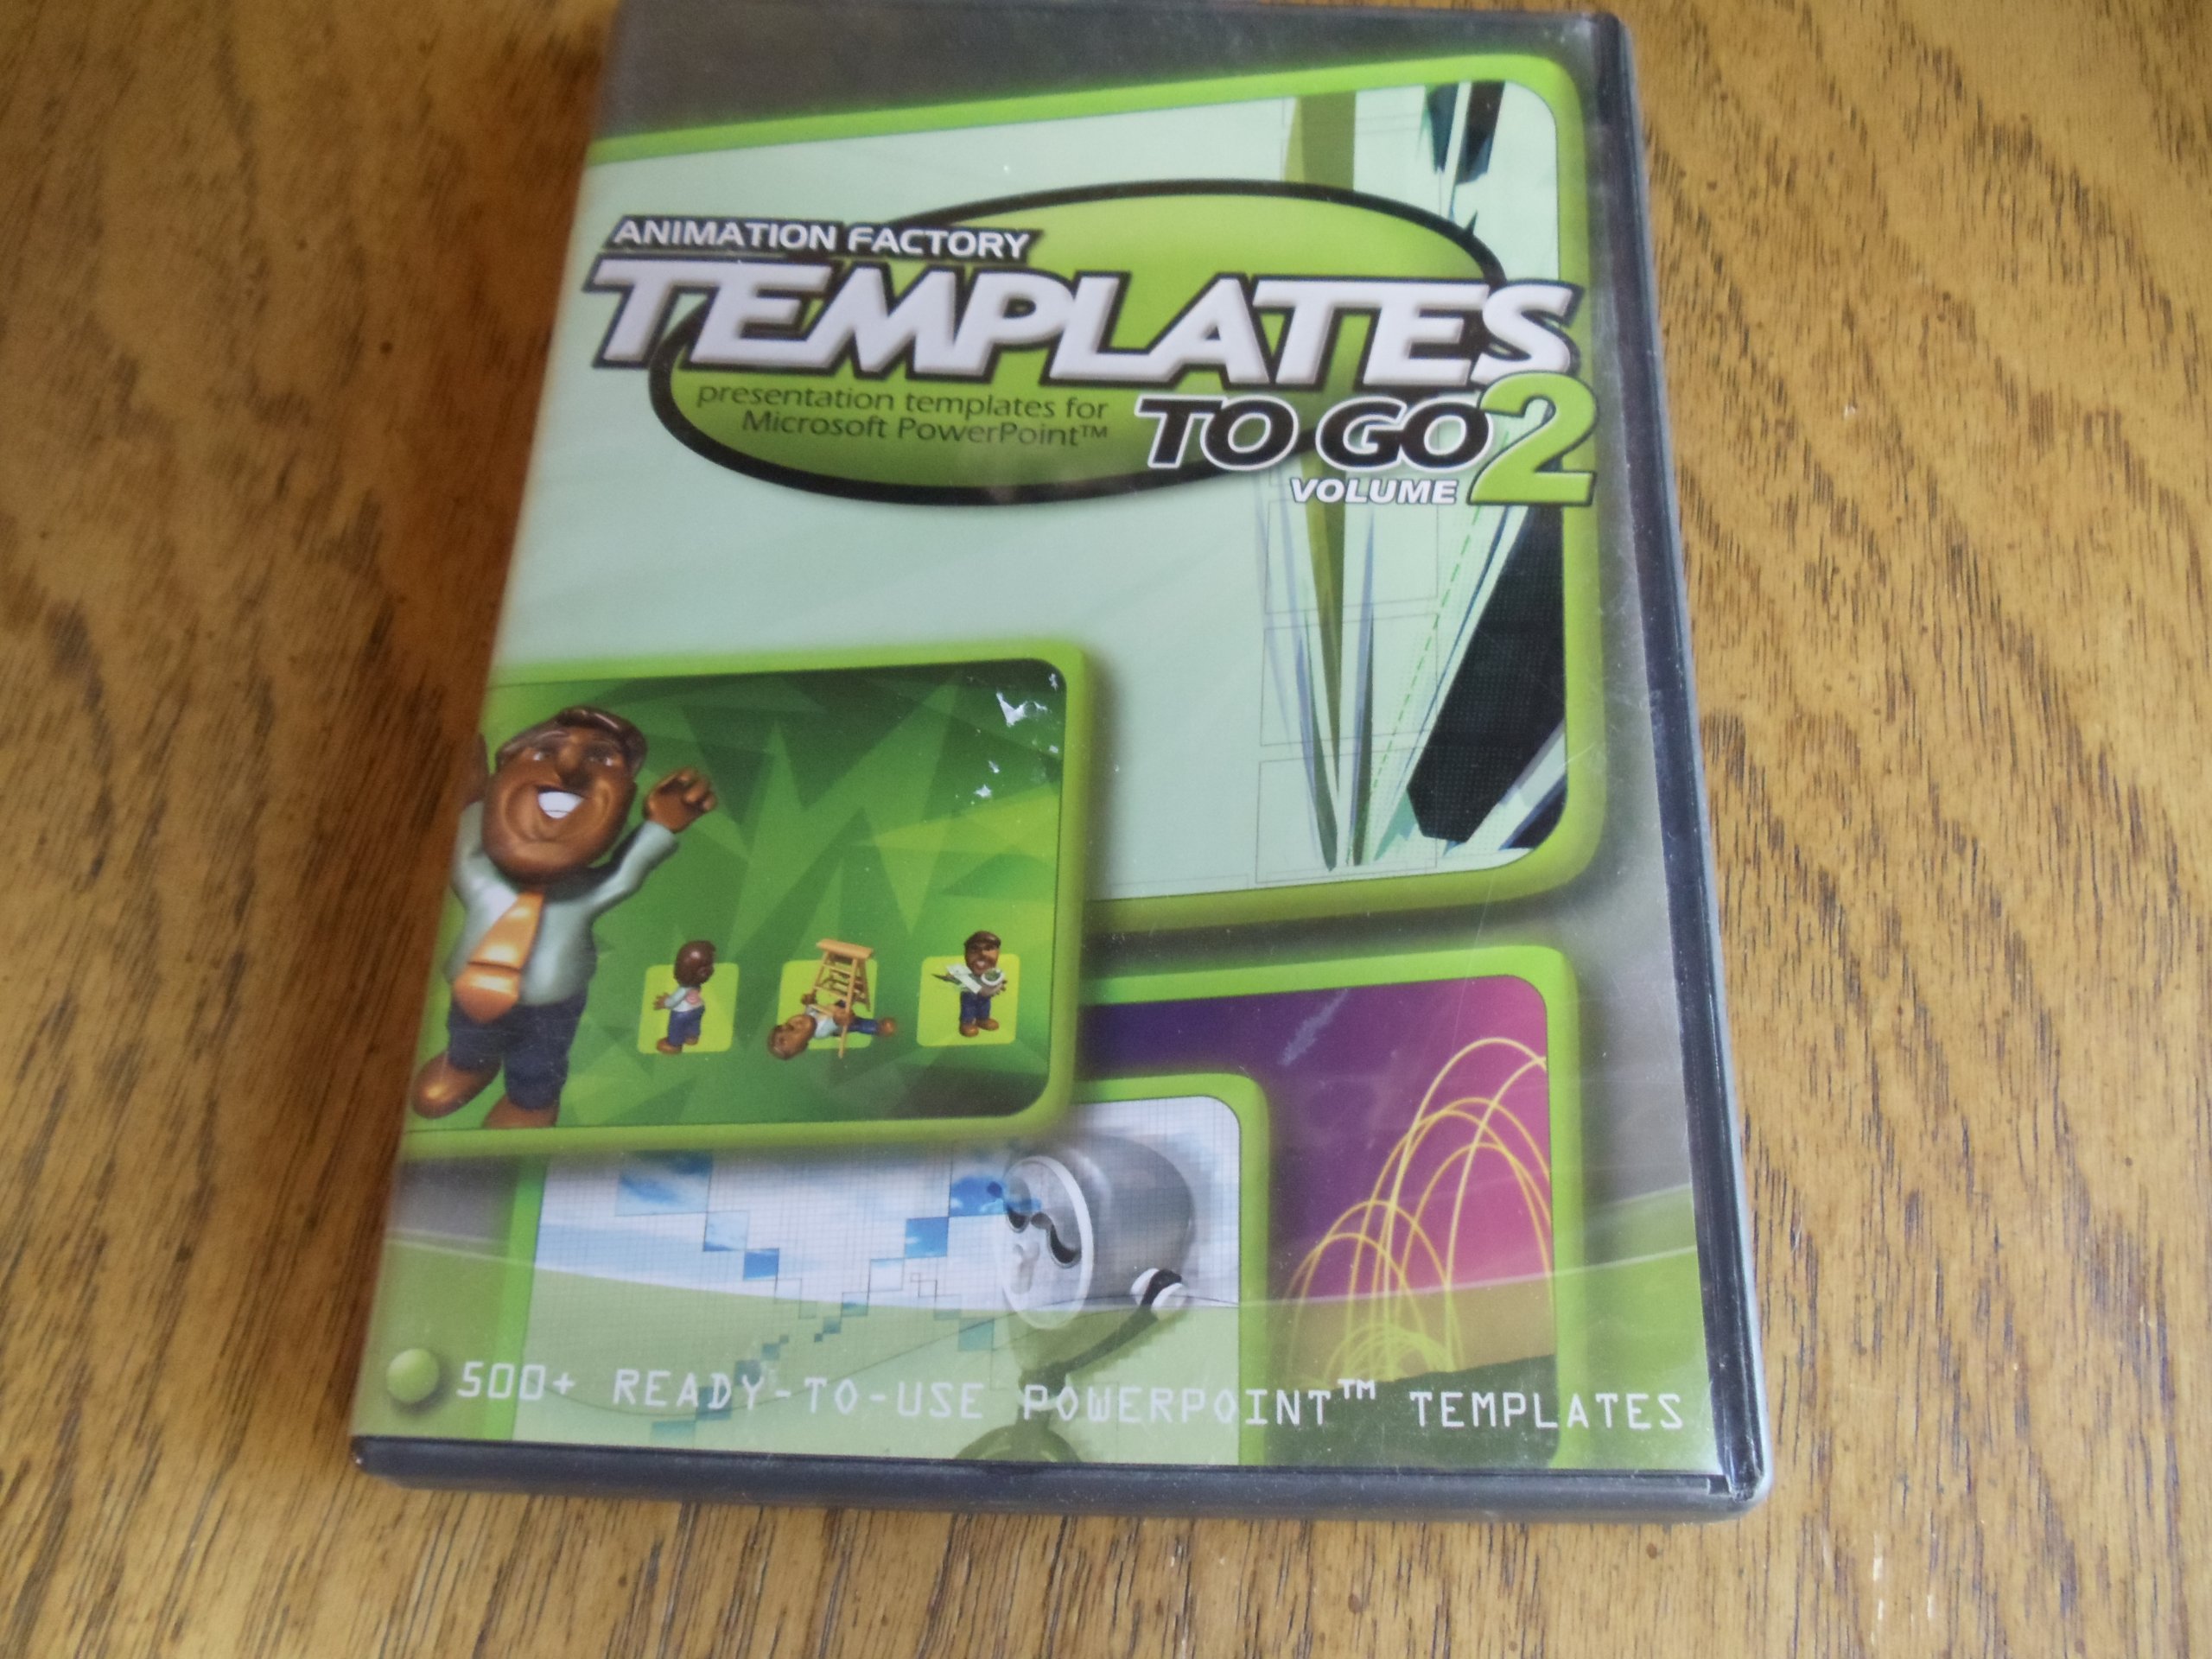 ANIMATION FACTORY
TEMPLATES
presentation templates for
Microsoft PowerPoint™
TO GO
VOLUME 2
500+ READY-TO-USE POWERPOINT™ TEMPLATES